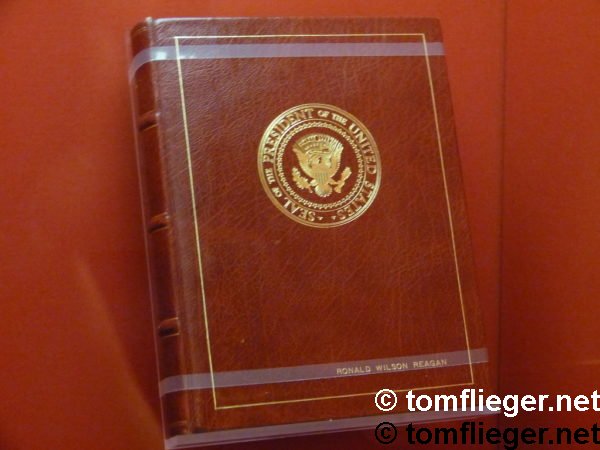 SEAL OF THE PRESIDENT OF THE UNITED STATES
RONALD WILSON REAGAN
© tomflieger.net
© tomflieger.net